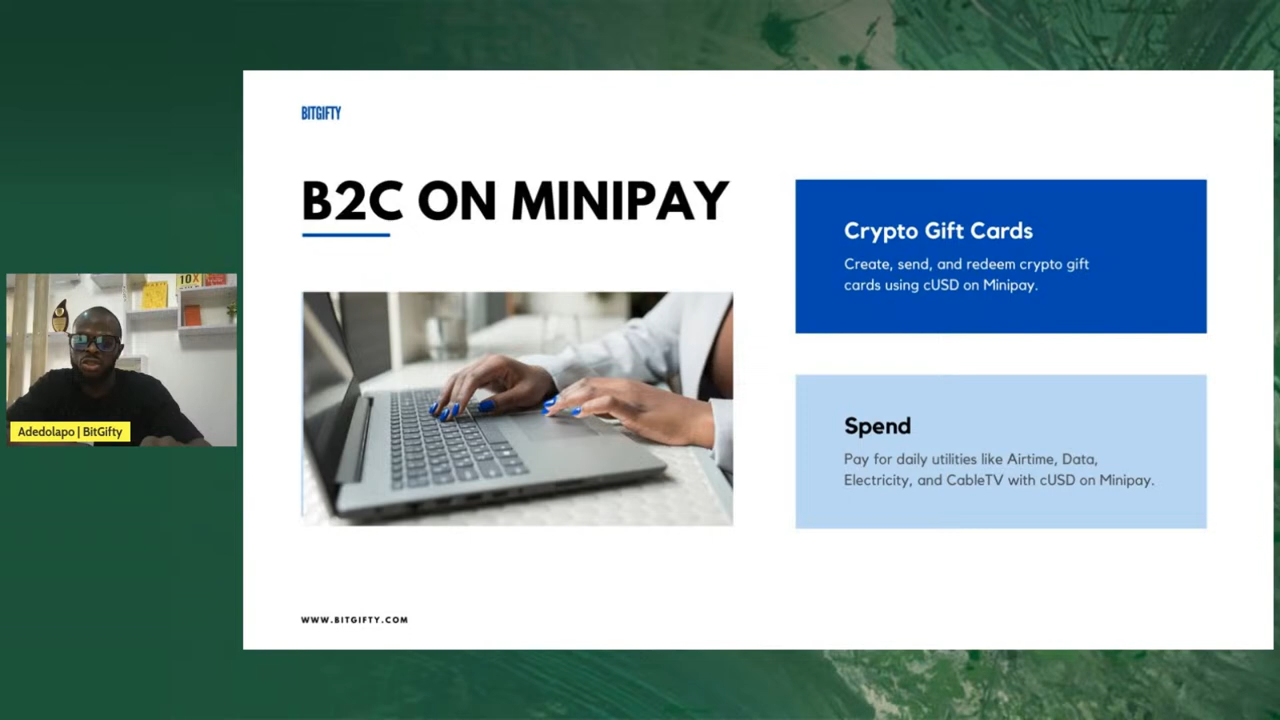 BITGIFTY
B2C ON MINIPAY
Crypto Gift Cards
Create, send, and redeem crypto gift
cards using cUSD on Minipay.
Spend
Pay for daily utilities like Airtime, Data,
Electricity, and CableTV with cUSD on Minipay.
WWW.BITGIFTY.COM
10X
Adedolapo | BitGifty